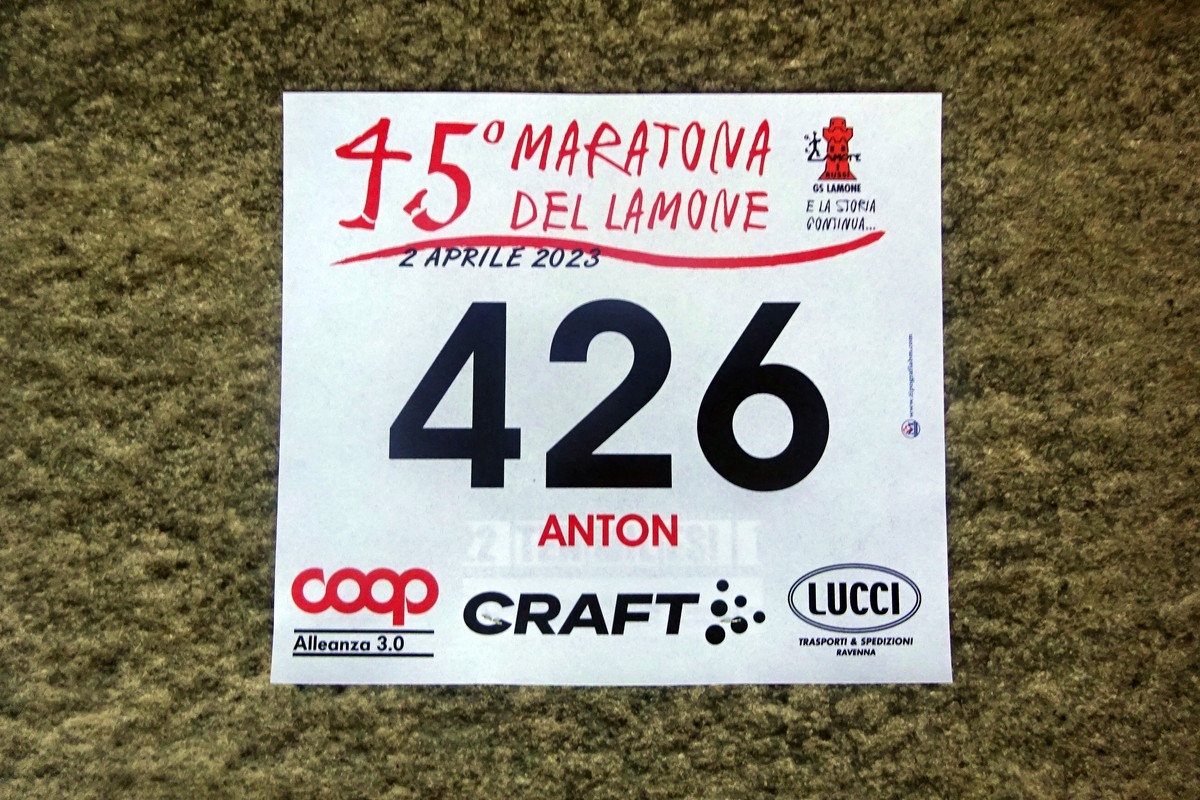 45° MARATONA
DEL LAMONE
2 APRILE 2023
RUSSI
GS LAMONE
E LA STORIA
CONTINUA...
426
ANTON
coop
Alleanza 3.0
CRAFT
LUCCI
TRASPORTI & SPEDIZIONI
RAVENNA